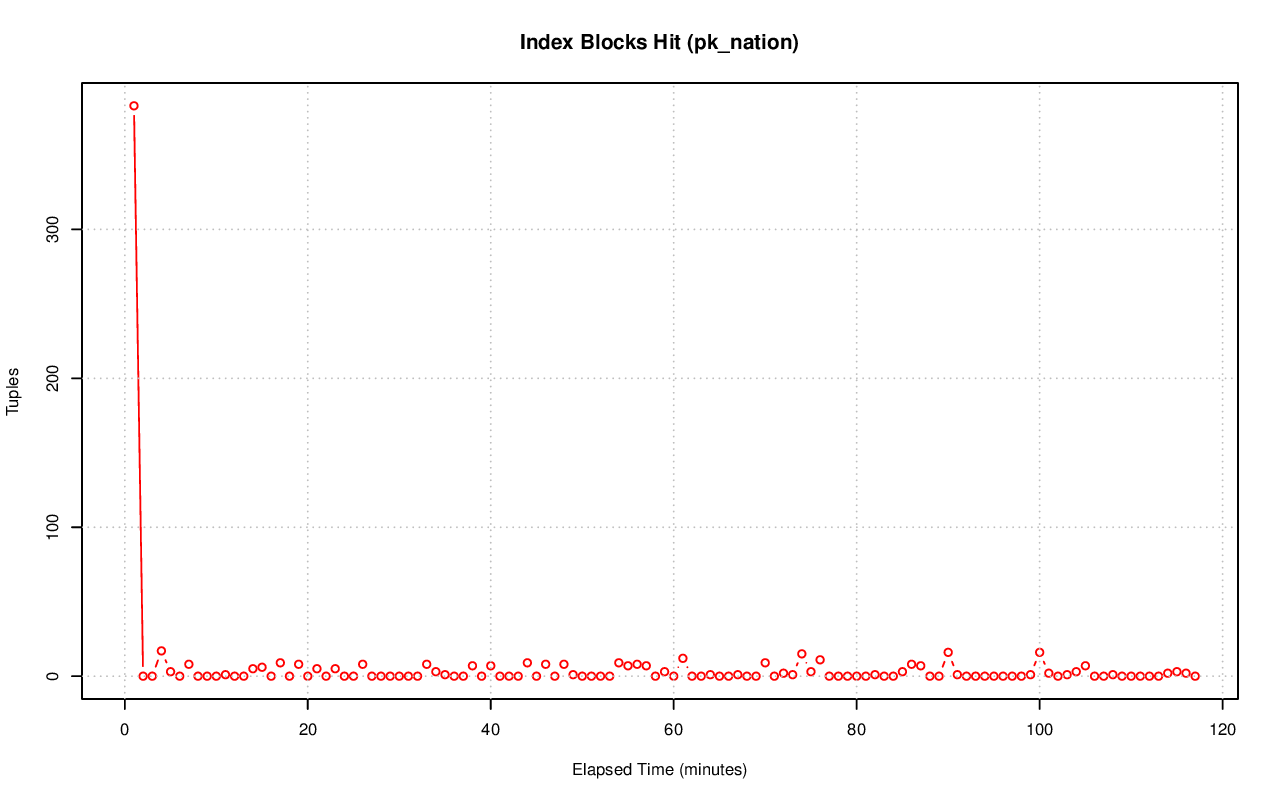 Index Blocks Hit (pk_nation)
300
200
100
0
Tuples
0 20 40 60 80 100 120
Elapsed Time (minutes)